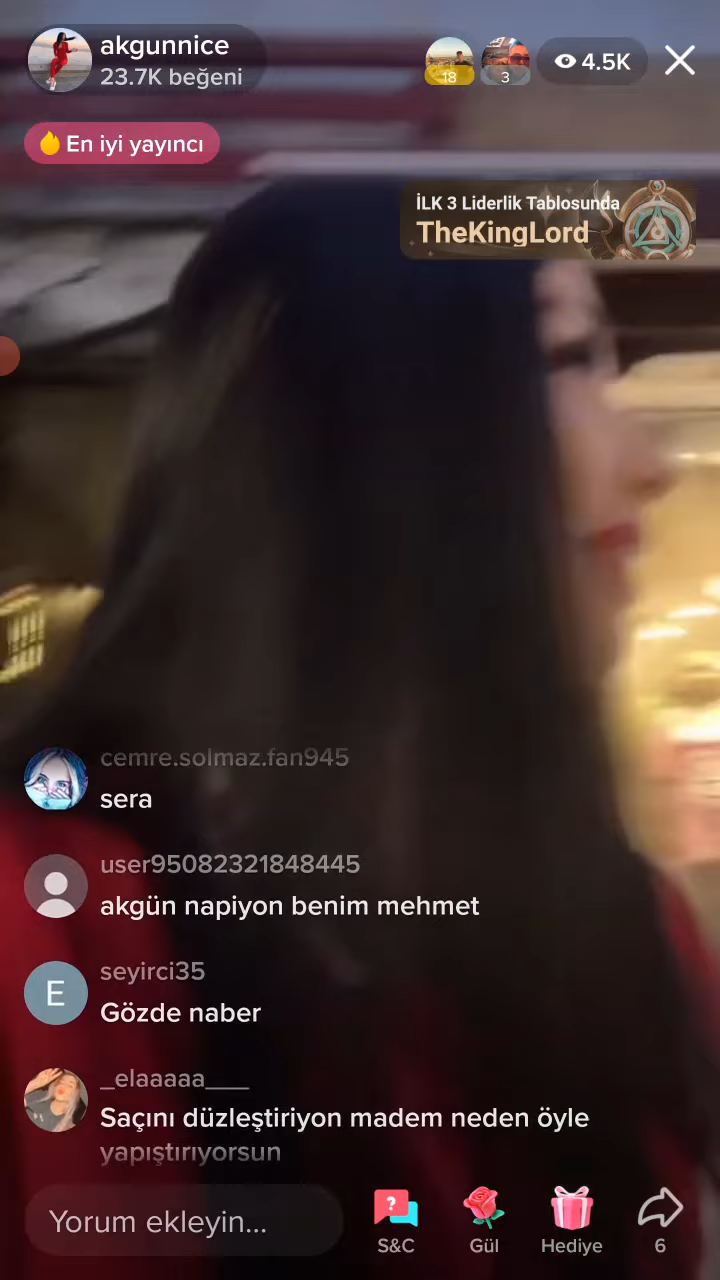 akgunnice
23.7K beğeni
18
3
4.5K
En iyi yayıncı
İLK 3 Liderlik Tablosunda
TheKingLord
cemre.solmaz.fan945
sera
user95082321848445
akgün napiyon benim mehmet
E
seyirci35
Gözde naber
_elaaaaa___
Saçını düzleştiriyon madem neden öyle
yapıştırıyorsun
Yorum ekleyin...
?
S&C
Gül
Hediye
6